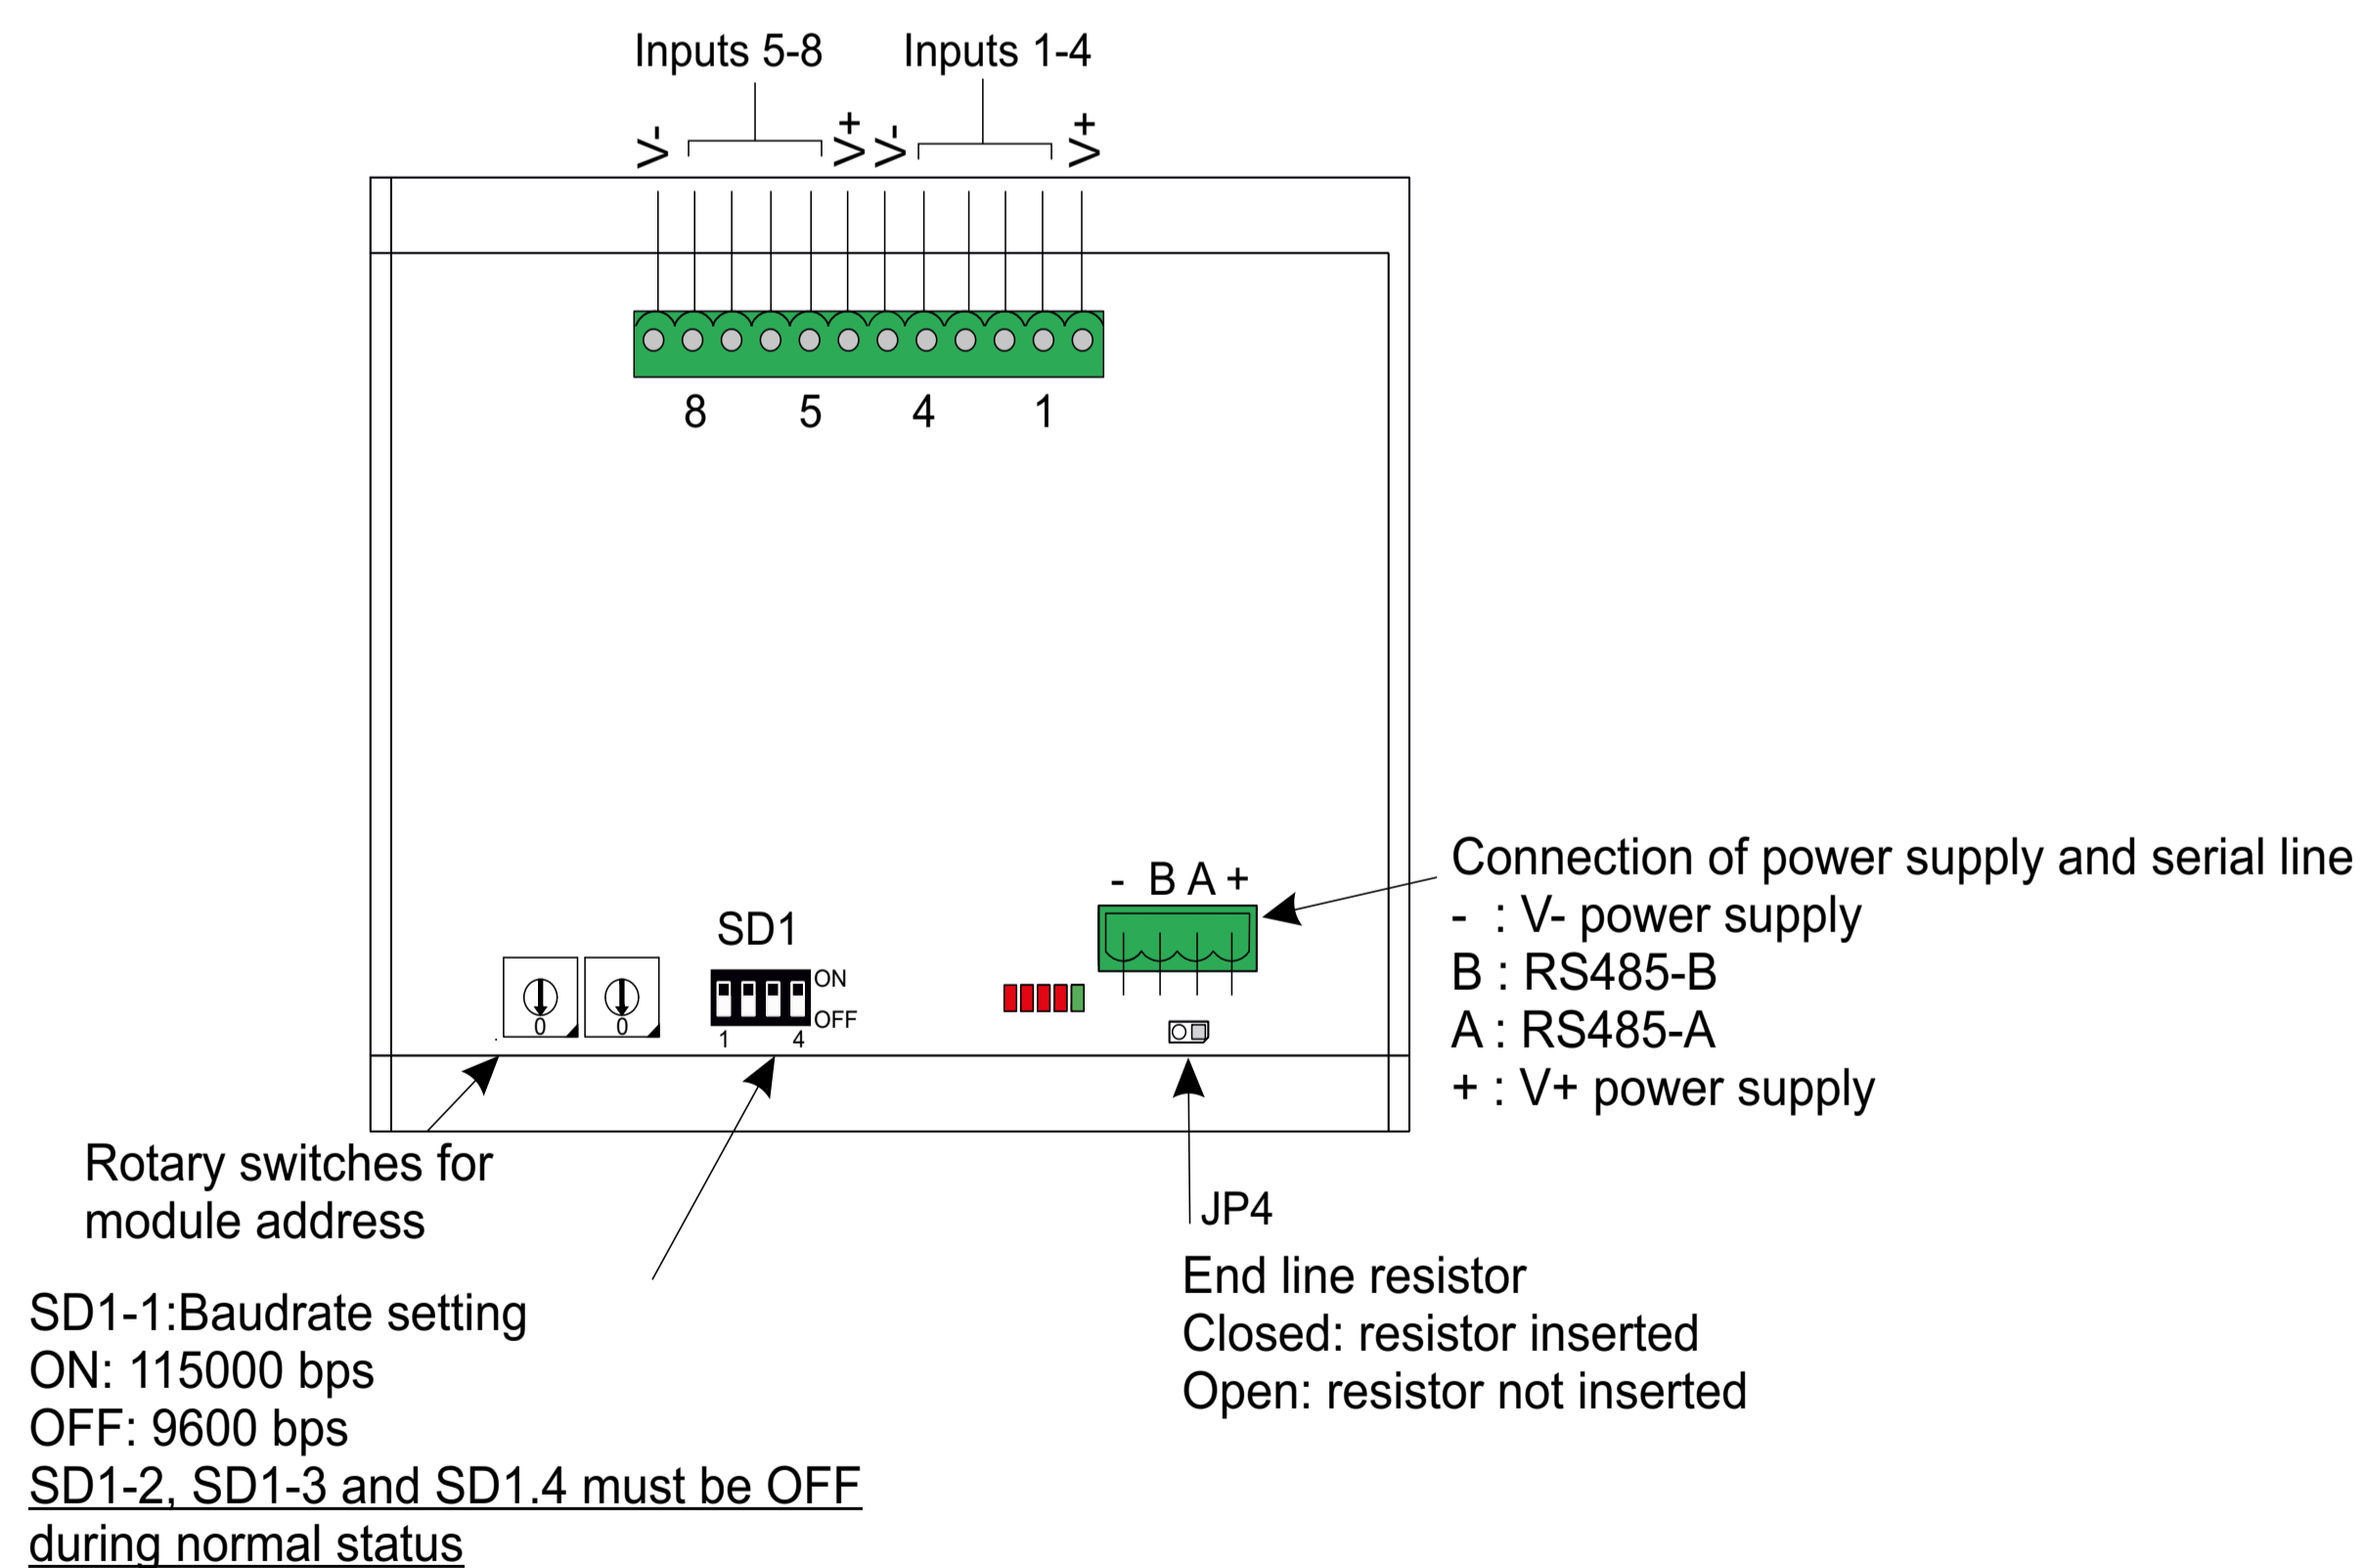 Inputs 5-8
Inputs 1-4
V-
V+
V-
V+
8
5
4
1
- B A +
Connection of power supply and serial line
- : V- power supply
B : RS485-B
A : RS485-A
+ : V+ power supply
SD1
ON
OFF
0
0
1
4
Rotary switches for
module address
JP4
End line resistor
Closed: resistor inserted
Open: resistor not inserted
SD1-1:Baudrate setting
ON: 115000 bps
OFF: 9600 bps
SD1-2, SD1-3 and SD1.4 must be OFF
during normal status